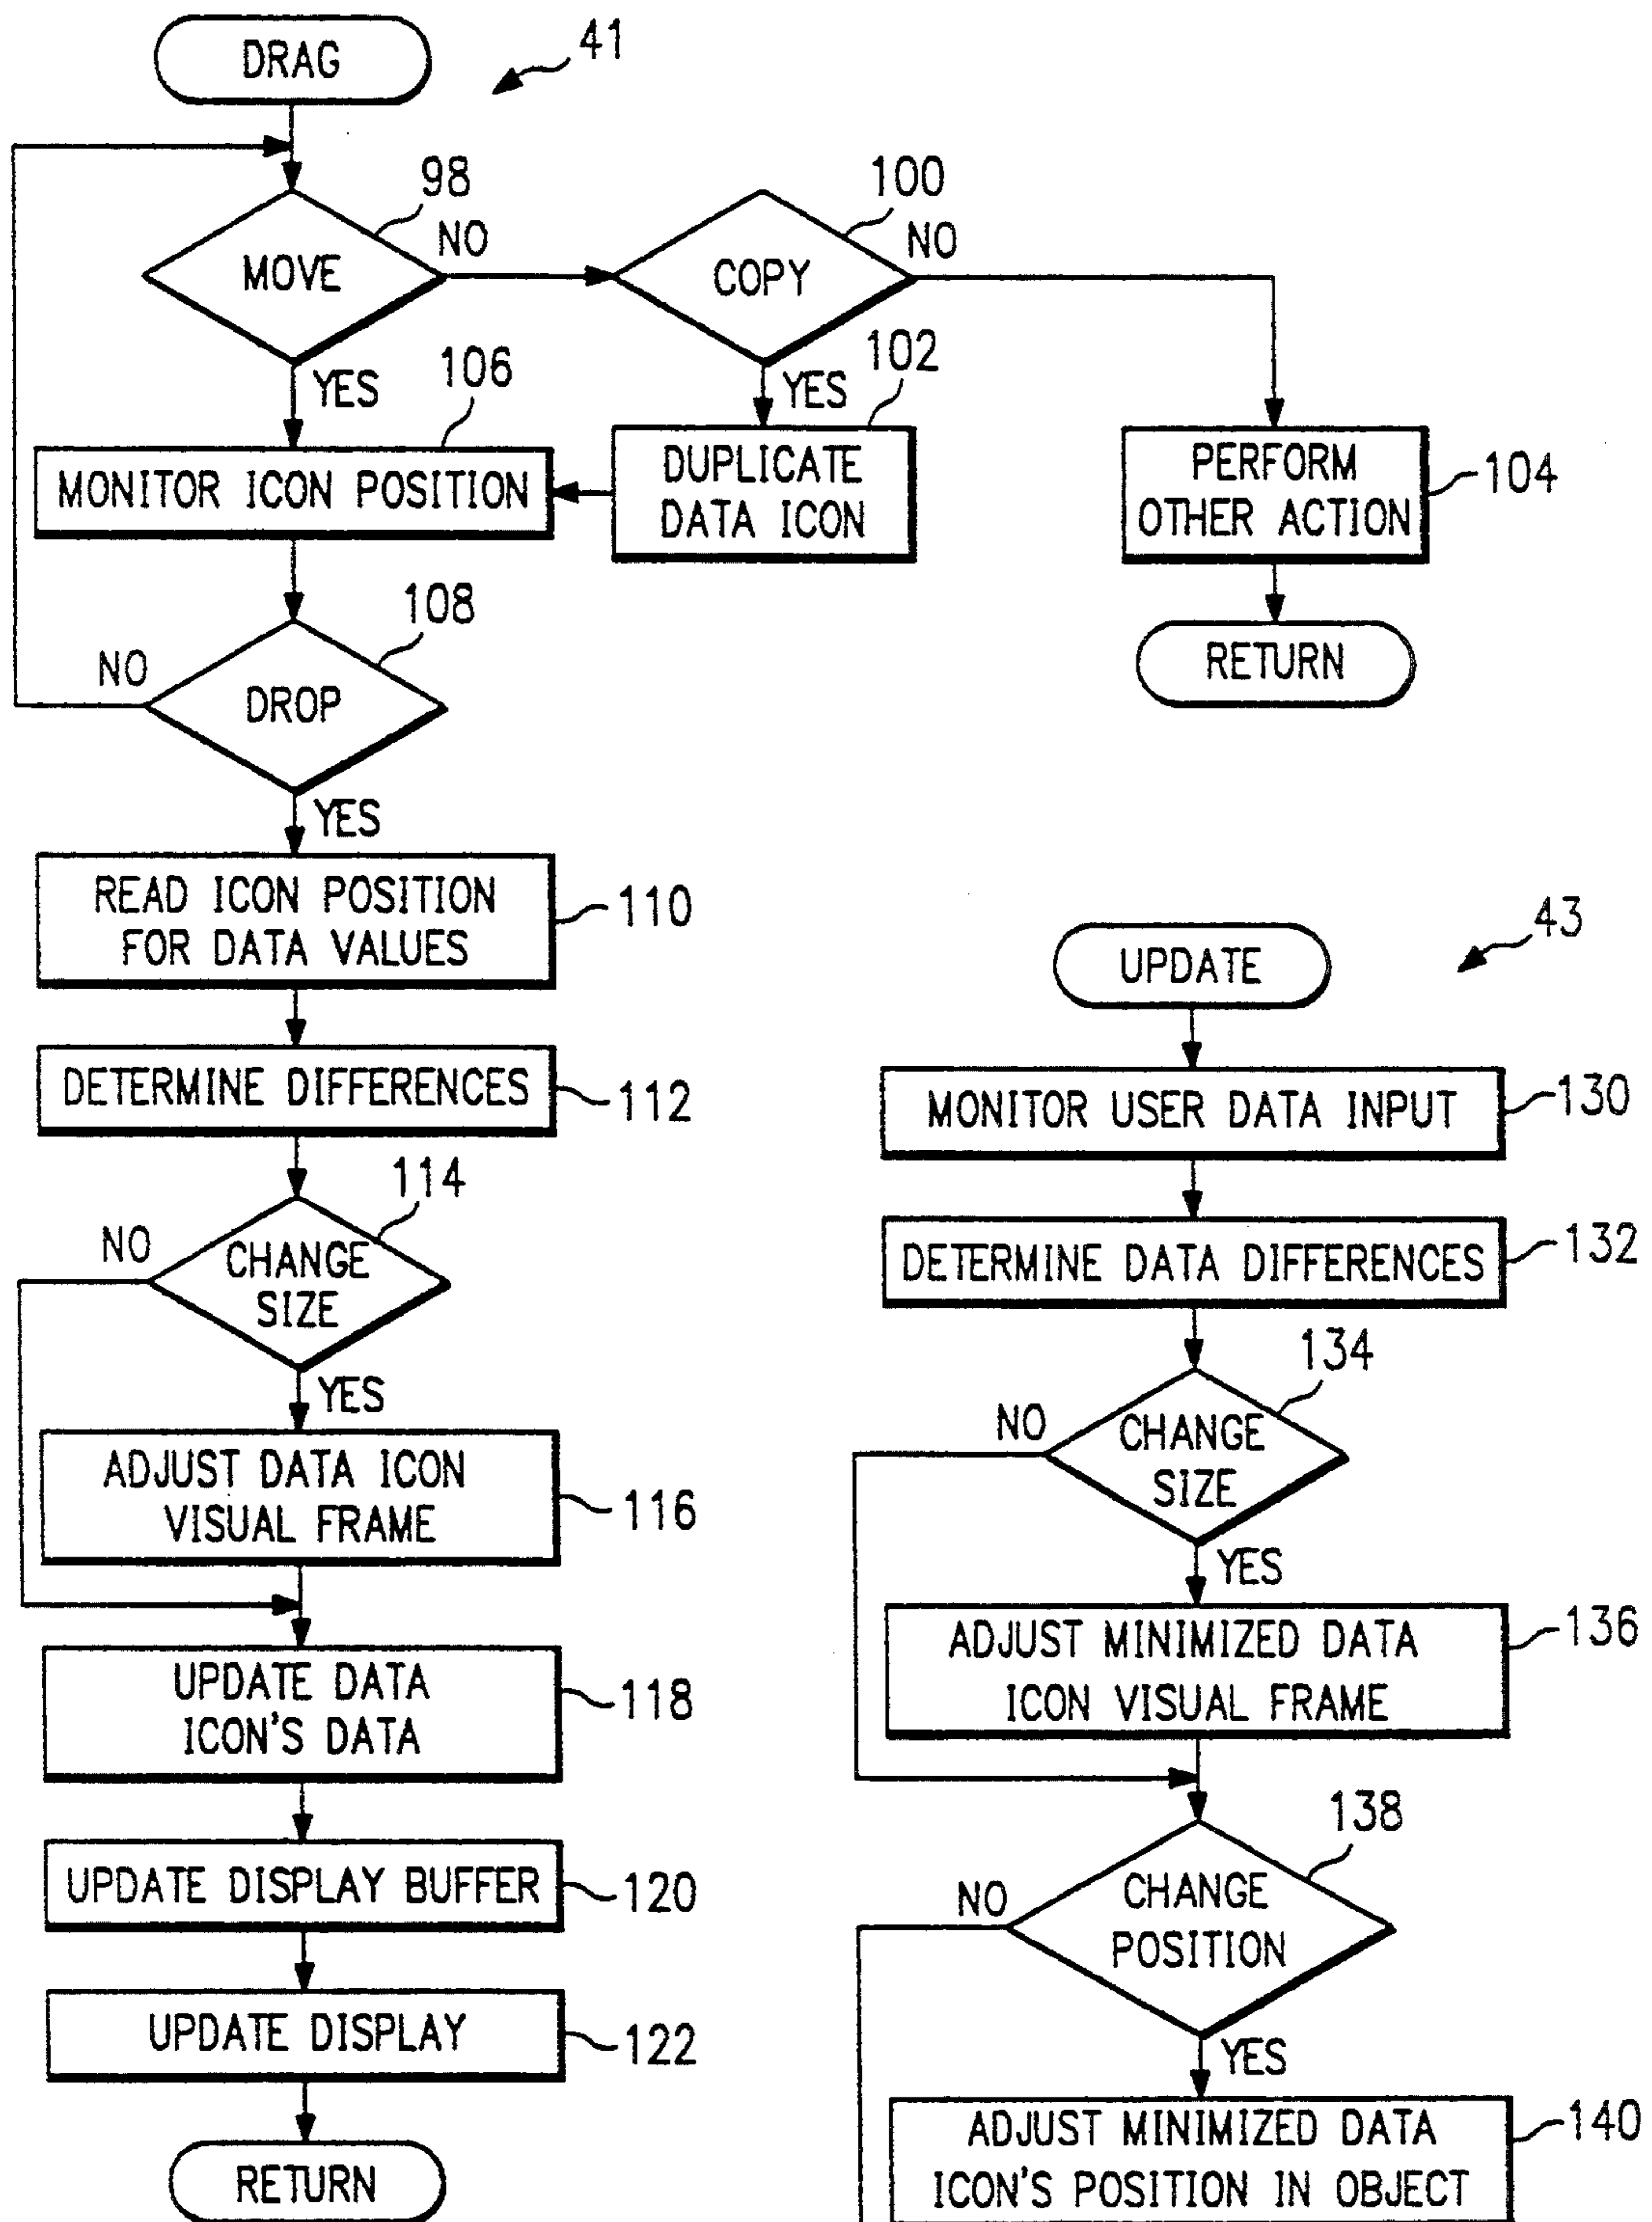 DRAG
41
98
MOVE
NO
YES
100
COPY
NO
YES
102
DUPLICATE
DATA ICON
PERFORM
OTHER ACTION
104
RETURN
106
MONITOR ICON POSITION
108
DROP
NO
YES
READ ICON POSITION
FOR DATA VALUES
110
DETERMINE DIFFERENCES
112
114
CHANGE
SIZE
NO
YES
ADJUST DATA ICON
VISUAL FRAME
116
UPDATE DATA
ICON'S DATA
118
UPDATE DISPLAY BUFFER
120
UPDATE DISPLAY
122
RETURN
43
UPDATE
MONITOR USER DATA INPUT
130
DETERMINE DATA DIFFERENCES
132
134
CHANGE
SIZE
NO
YES
ADJUST MINIMIZED DATA
ICON VISUAL FRAME
136
138
CHANGE
POSITION
NO
YES
ADJUST MINIMIZED DATA
ICON'S POSITION IN OBJECT
140